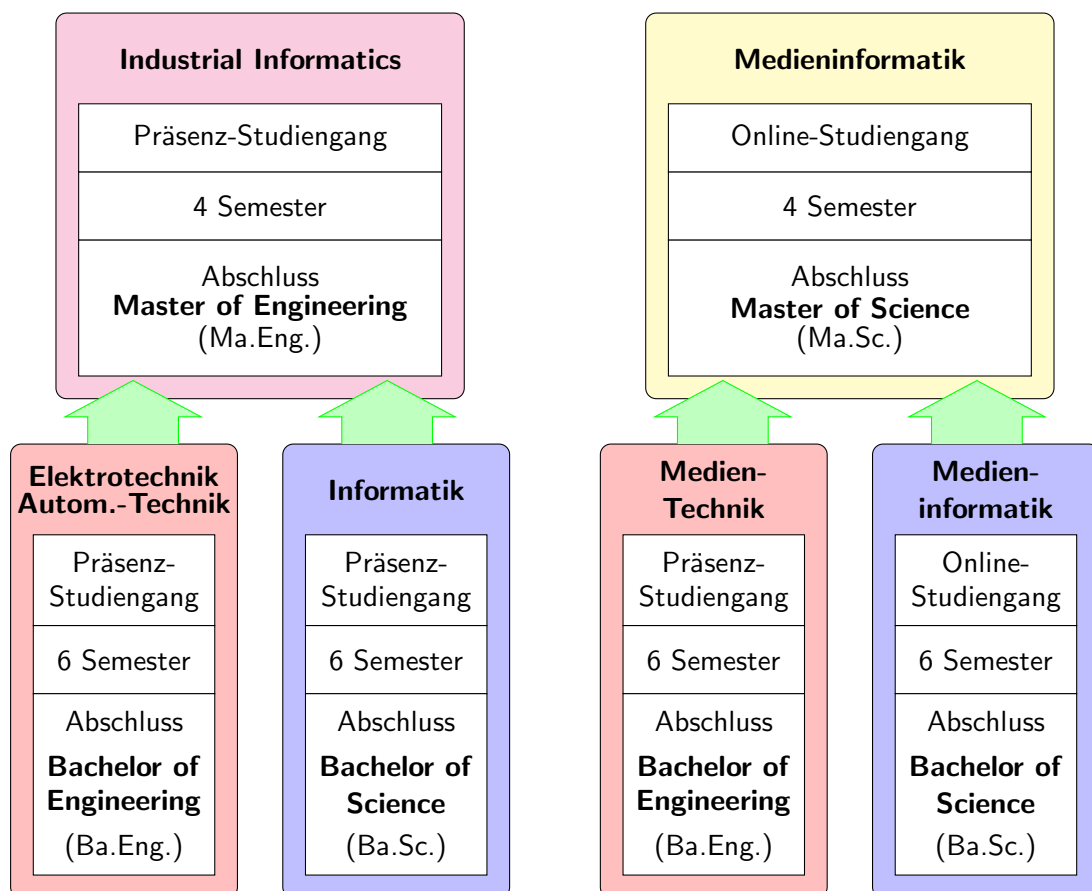 Industrial Informatics
Präsenz-Studiengang
4 Semester
Abschluss
Master of Engineering
(Ma.Eng.)
Medieninformatik
Online-Studiengang
4 Semester
Abschluss
Master of Science
(Ma.Sc.)
Elektrotechnik
Autom.-Technik
Präsenz-
Studiengang
6 Semester
Abschluss
Bachelor of
Engineering
(Ba.Eng.)
Informatik
Präsenz-
Studiengang
6 Semester
Abschluss
Bachelor of
Science
(Ba.Sc.)
Medien-
Technik
Präsenz-
Studiengang
6 Semester
Abschluss
Bachelor of
Engineering
(Ba.Eng.)
Medien-
informatik
Online-
Studiengang
6 Semester
Abschluss
Bachelor of
Science
(Ba.Sc.)